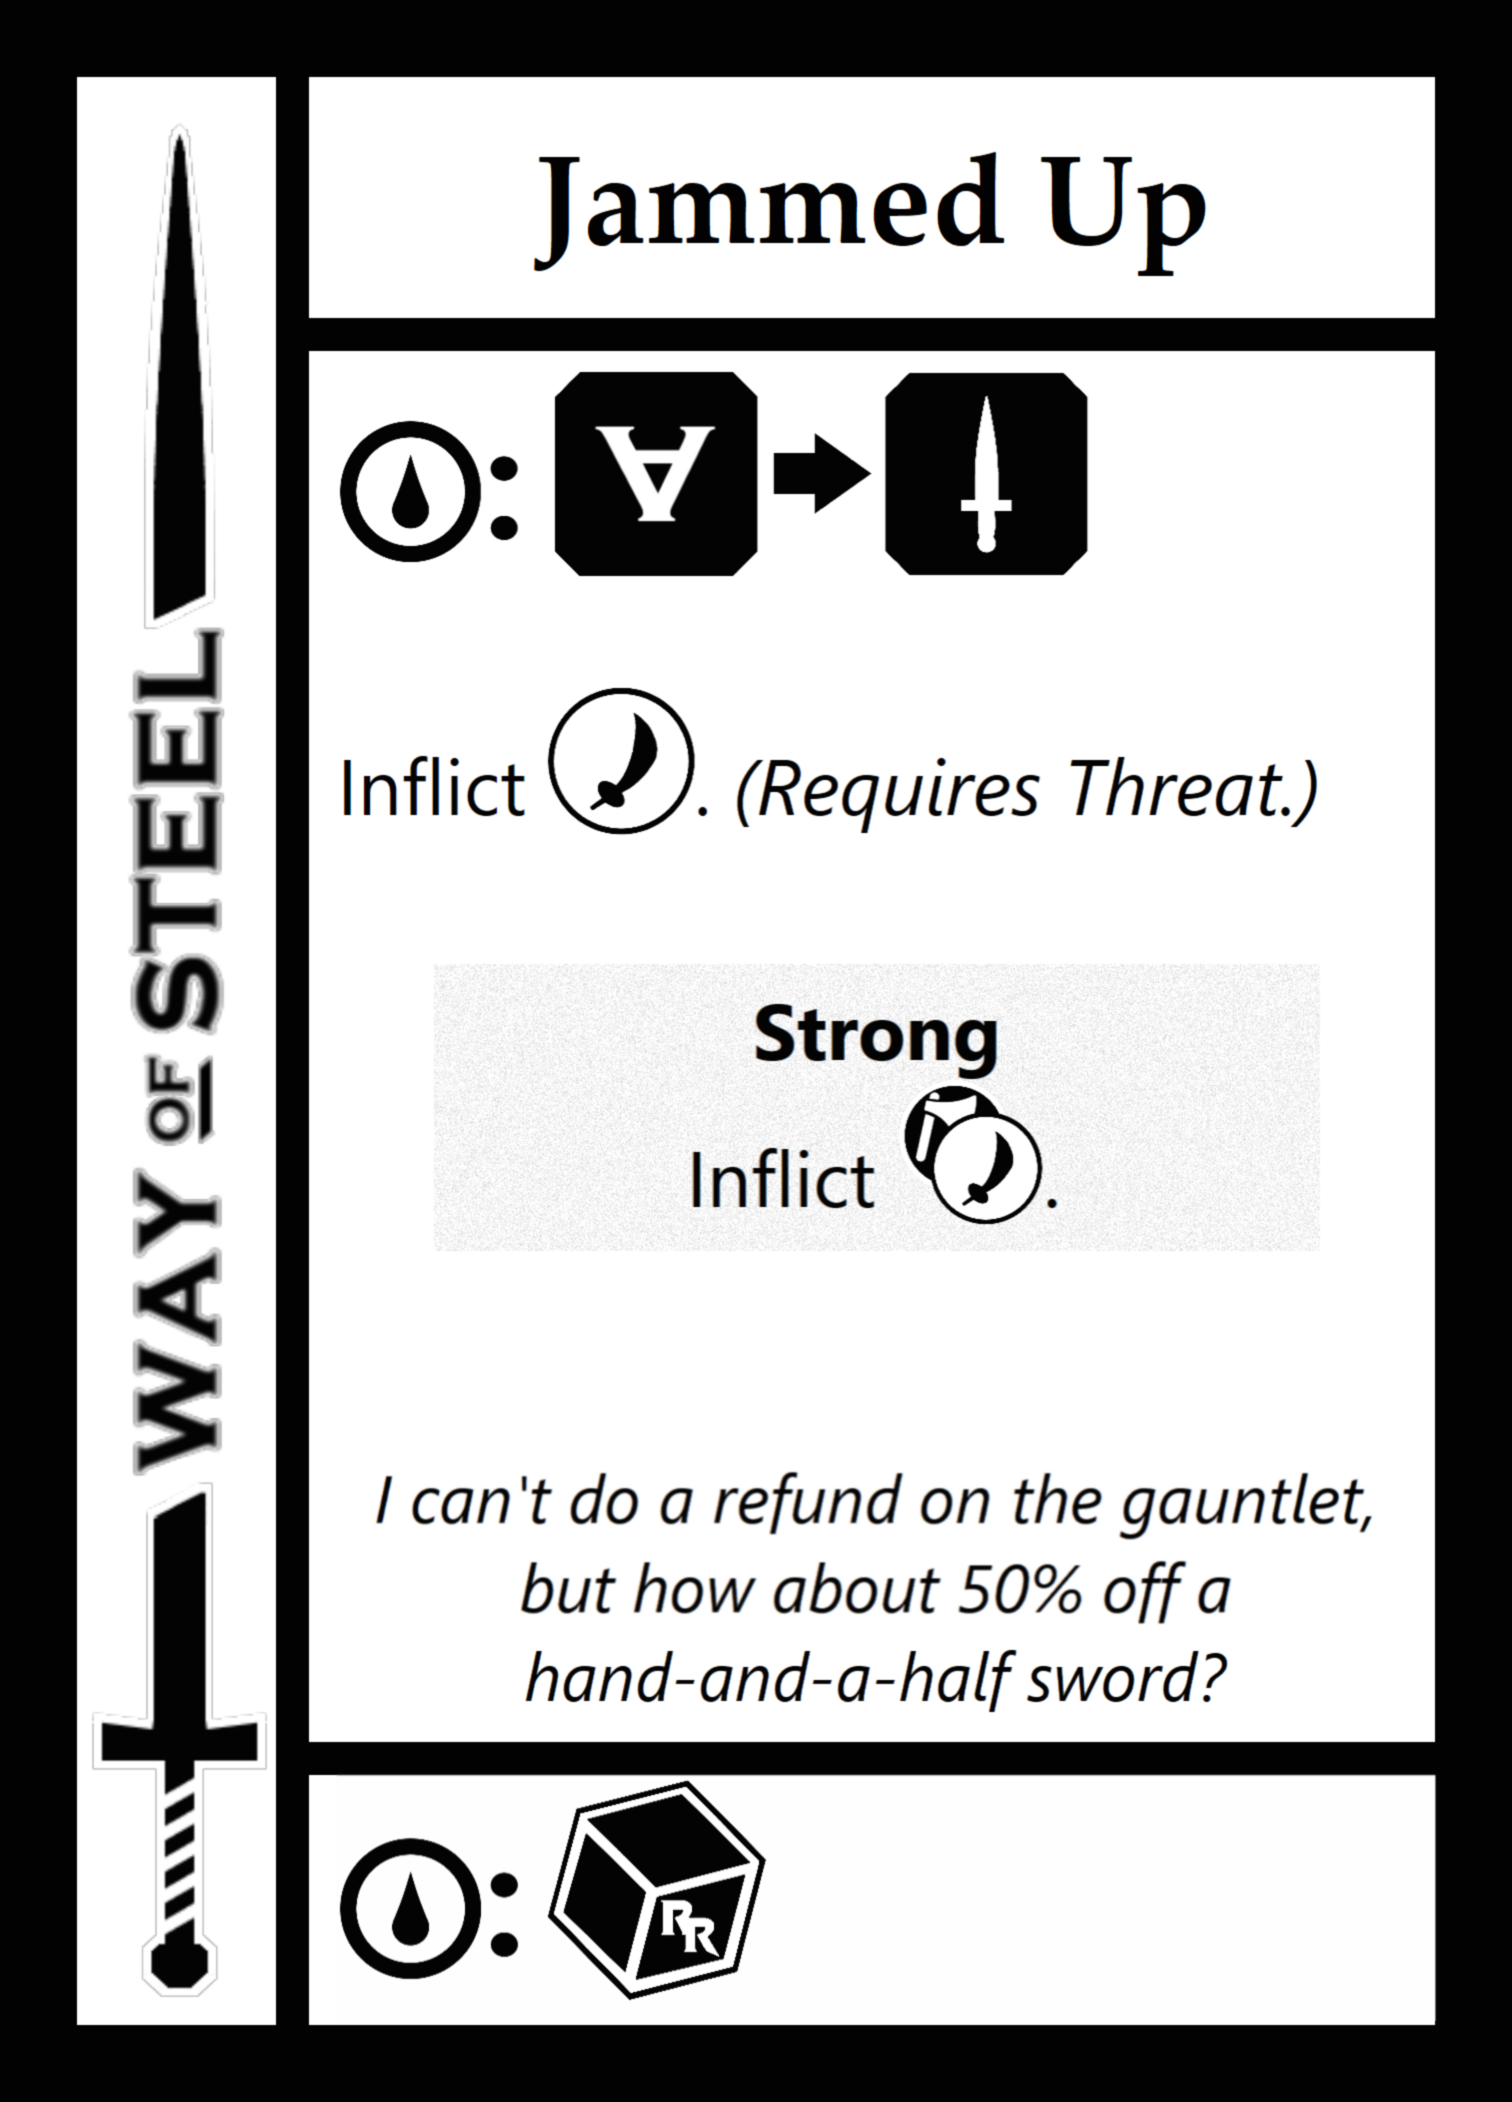 WAY OF STEEL
Jammed Up
: ∀
Inflict . (Requires Threat.)
Strong
Inflict .
I can't do a refund on the gauntlet,
but how about 50% off a
hand-and-a-half sword?
: RR